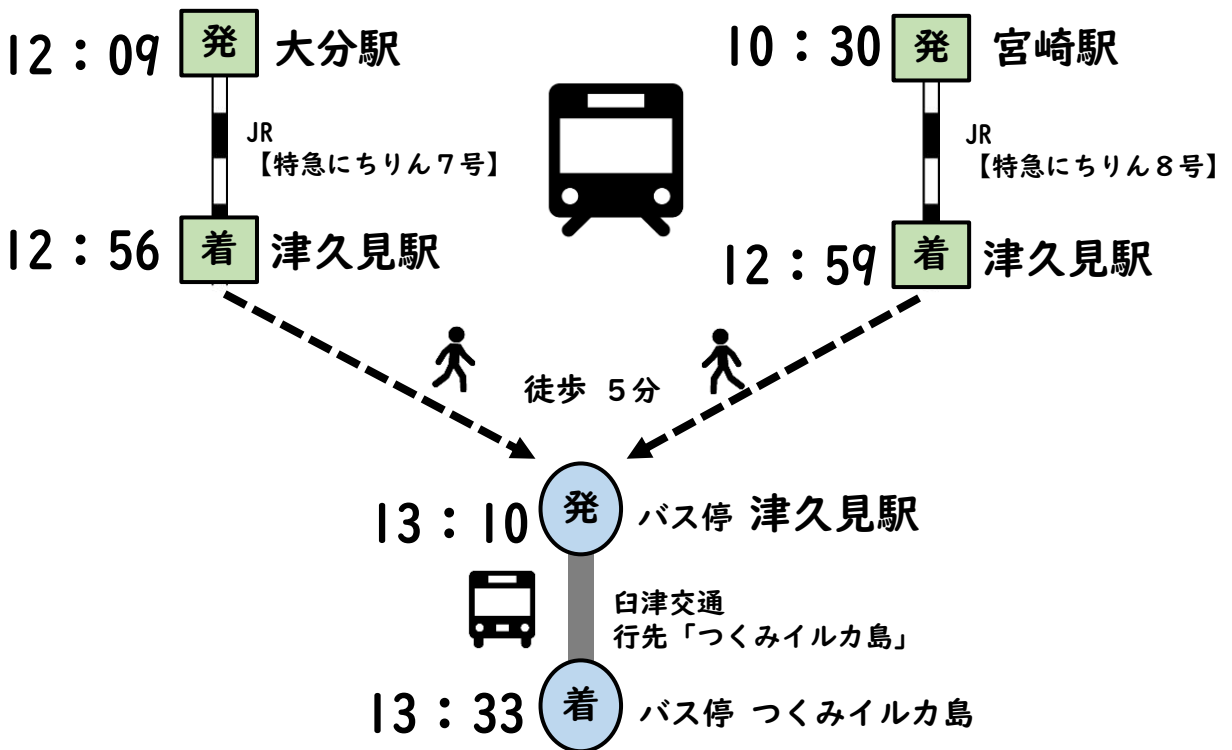 12：09 発 大分駅
JR
【特急にちりん７号】
12：56 着 津久見駅
10：30 発 宮崎駅
JR
【特急にちりん８号】
12：59 着 津久見駅
徒歩 ５分
13：10 発 バス停 津久見駅
臼津交通
行先「つくみイルカ島」
13：33 着 バス停 つくみイルカ島